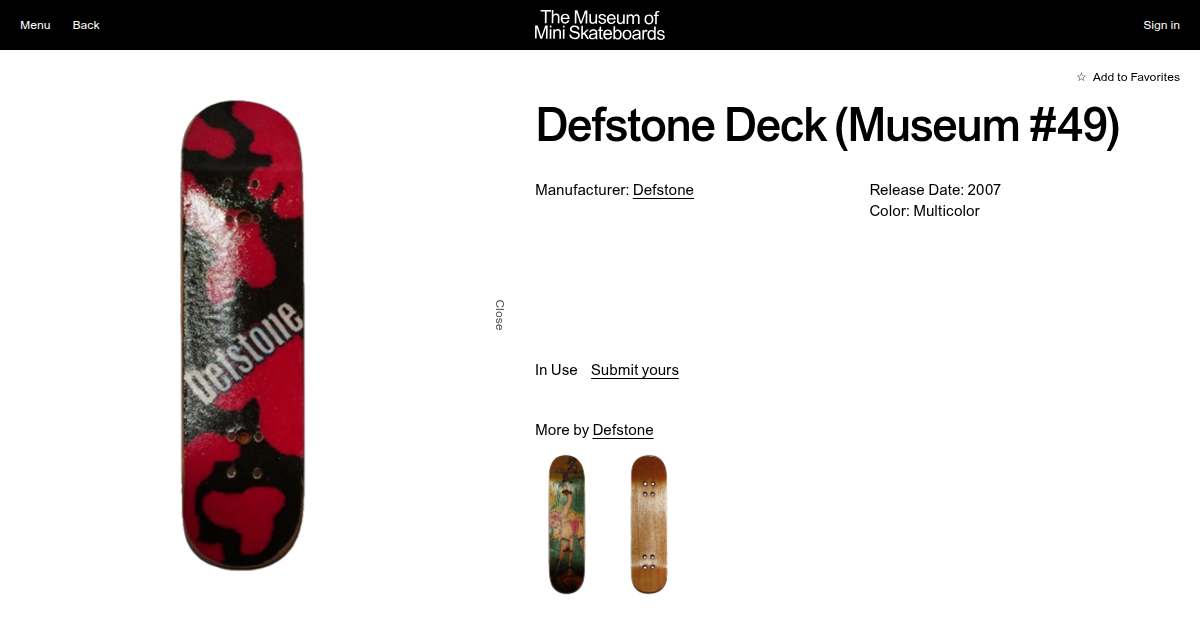 Menu
Back
The Museum of
Mini Skateboards
Sign in
☆ Add to Favorites
Defstone Deck (Museum #49)
Manufacturer: Defstone
Release Date: 2007
Color: Multicolor
Defstone
Close
In Use Submit yours
More by Defstone